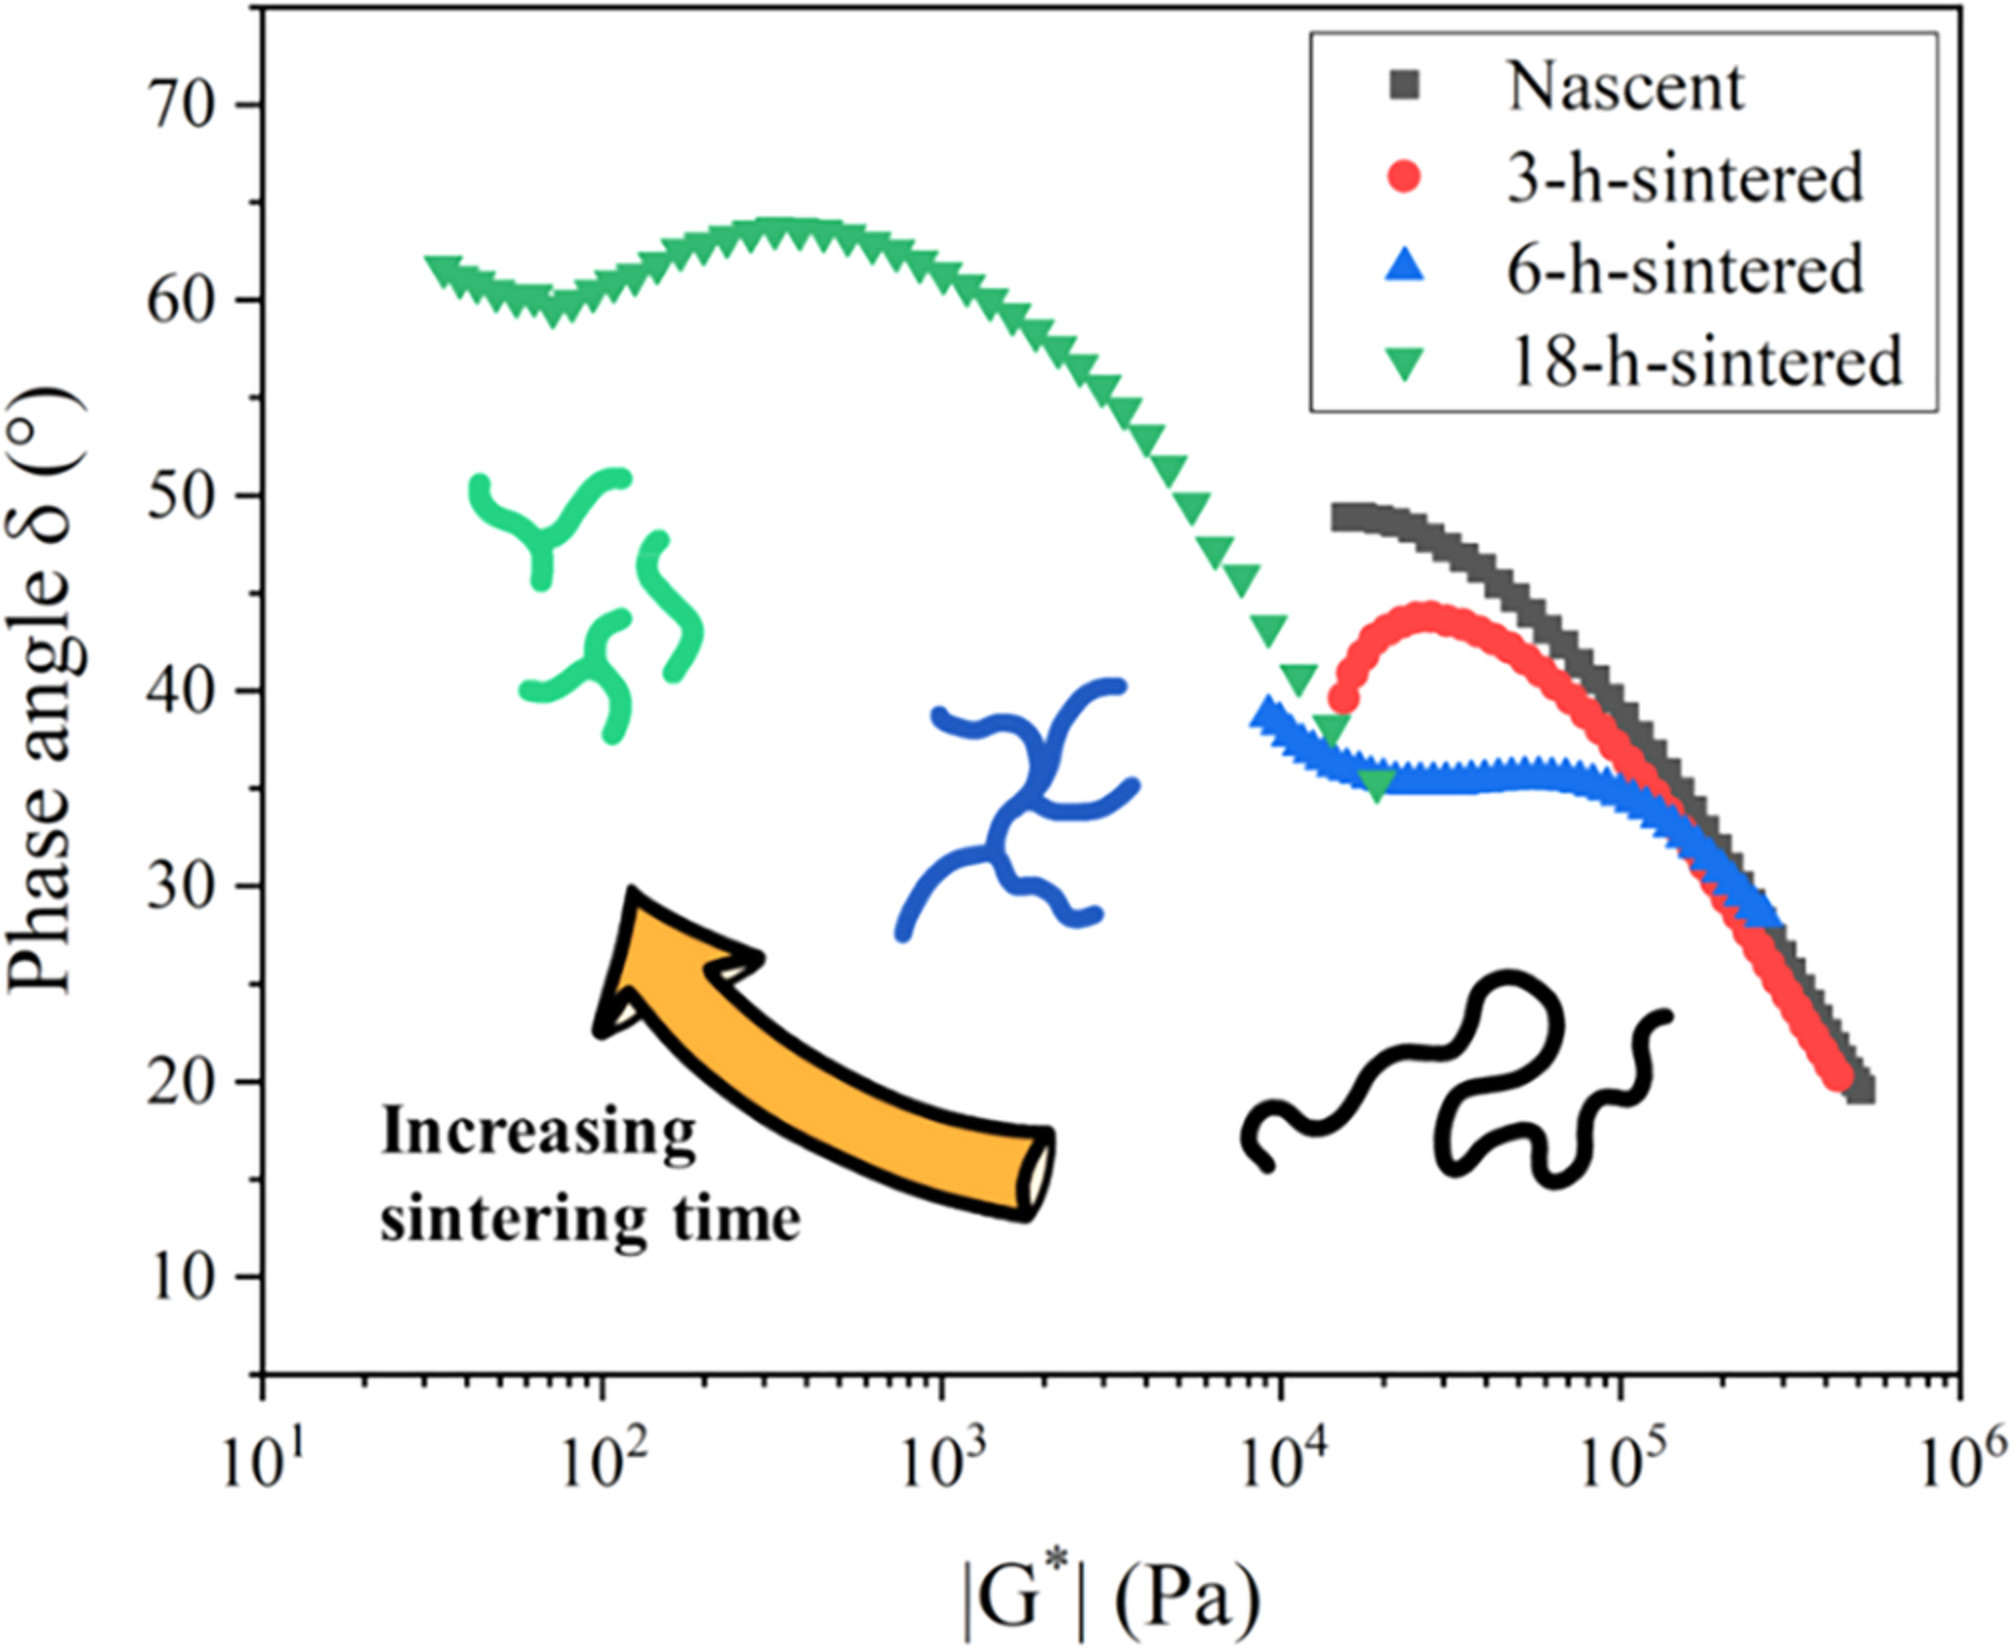 Nascent
3-h-sintered
6-h-sintered
18-h-sintered
Phase angle δ (°)
70
60
50
40
30
20
10
Increasing
sintering time
10¹ 10² 10³ 10⁴ 10⁵ 10⁶
|G*| (Pa)